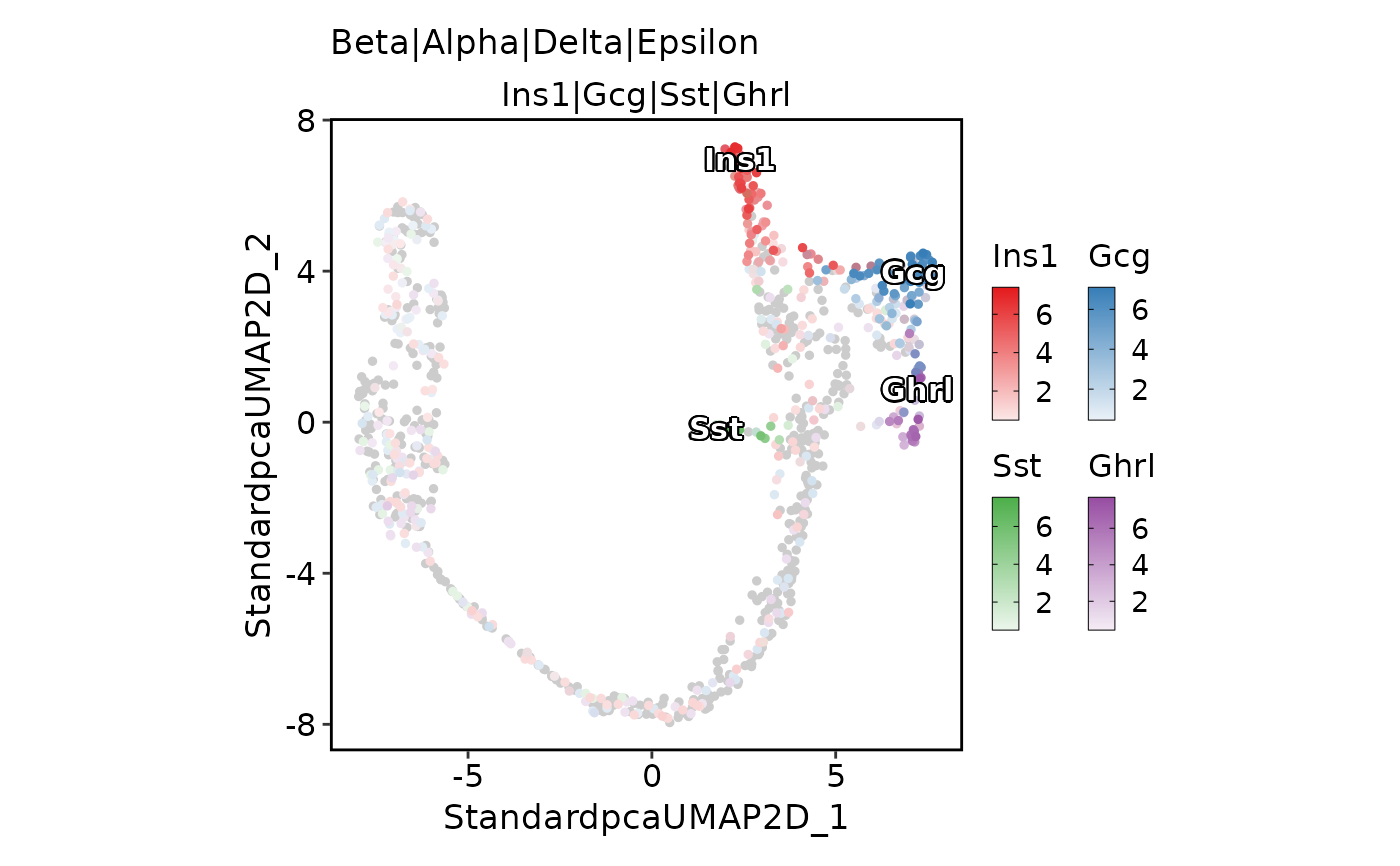 Beta|Alpha|Delta|Epsilon
Ins1|Gcg|Sst|Ghrl
8
4
0
-4
-8
StandardpcaUMAP2D_2
Ins1
Gcg
Ghrl
Sst
-5 0 5
StandardpcaUMAP2D_1
Ins1
6
4
2
Gcg
6
4
2
Sst
6
4
2
Ghrl
6
4
2